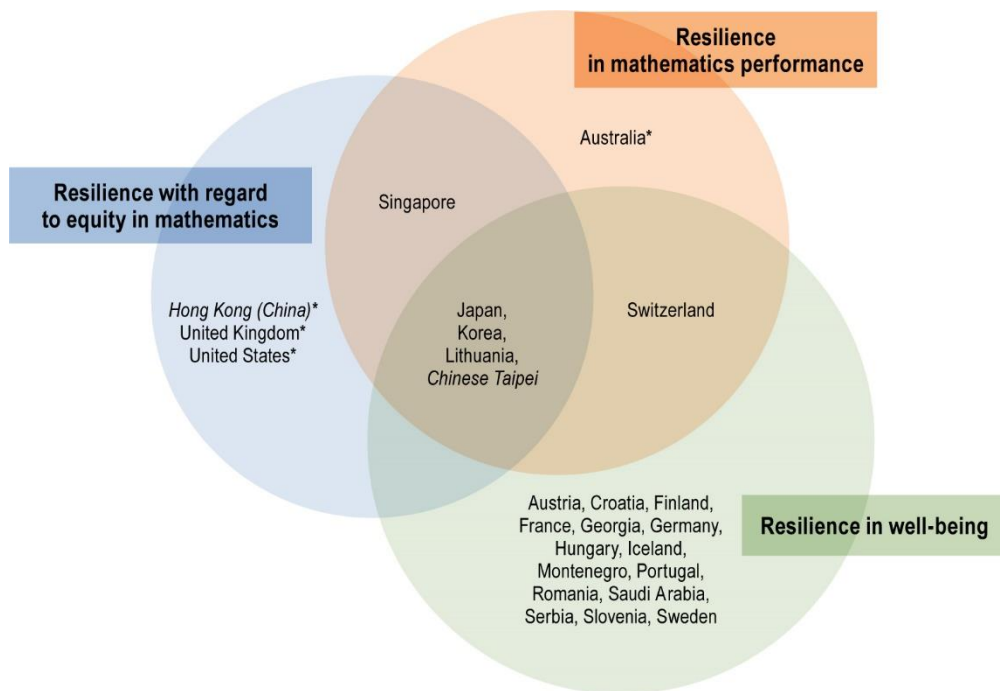 Resilience
in mathematics performance
Australia*
Resilience with regard
to equity in mathematics
Singapore
Hong Kong (China)*
United Kingdom*
United States*
Japan,
Korea,
Lithuania,
Chinese Taipei
Switzerland
Austria, Croatia, Finland,
France, Georgia, Germany,
Hungary, Iceland,
Montenegro, Portugal,
Romania, Saudi Arabia,
Serbia, Slovenia, Sweden
Resilience in well-being